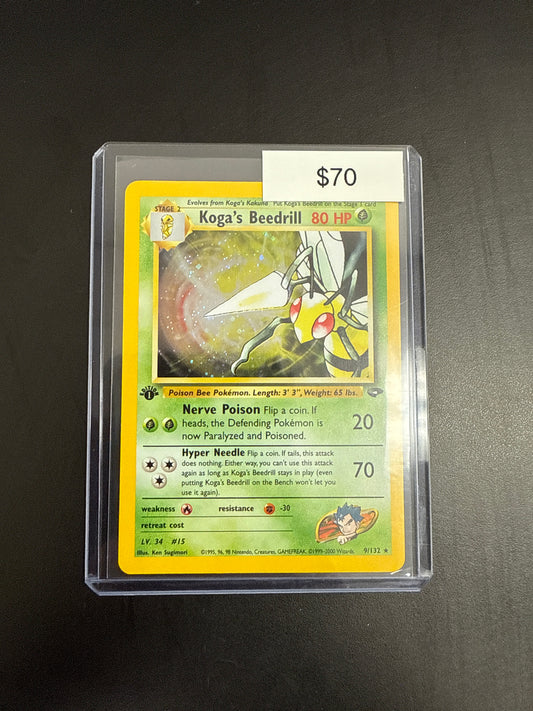 $70
Evolves from Koga's Kakuna Put Koga's Beedrill on the Stage 1 card
STAGE 2
Koga's Beedrill 80 HP
EDITION
1
Poison Bee Pokémon. Length: 3' 3", Weight: 65 lbs.
Nerve Poison Flip a coin. If
heads, the Defending Pokémon is
now Paralyzed and Poisoned.
20
Hyper Needle Flip a coin. If tails, this attack
does nothing. Either way, you can't use this attack
again as long as Koga's Beedrill stays in play (even
putting Koga's Beedrill on the Bench won't let you
use it again).
70
weakness resistance -30
retreat cost
LV. 34 #15
Illus. Ken Sugimori ©1995, 96, 98 Nintendo, Creatures, GAMEFREAK. ©1999-2000 Wizards. 9/132 ★